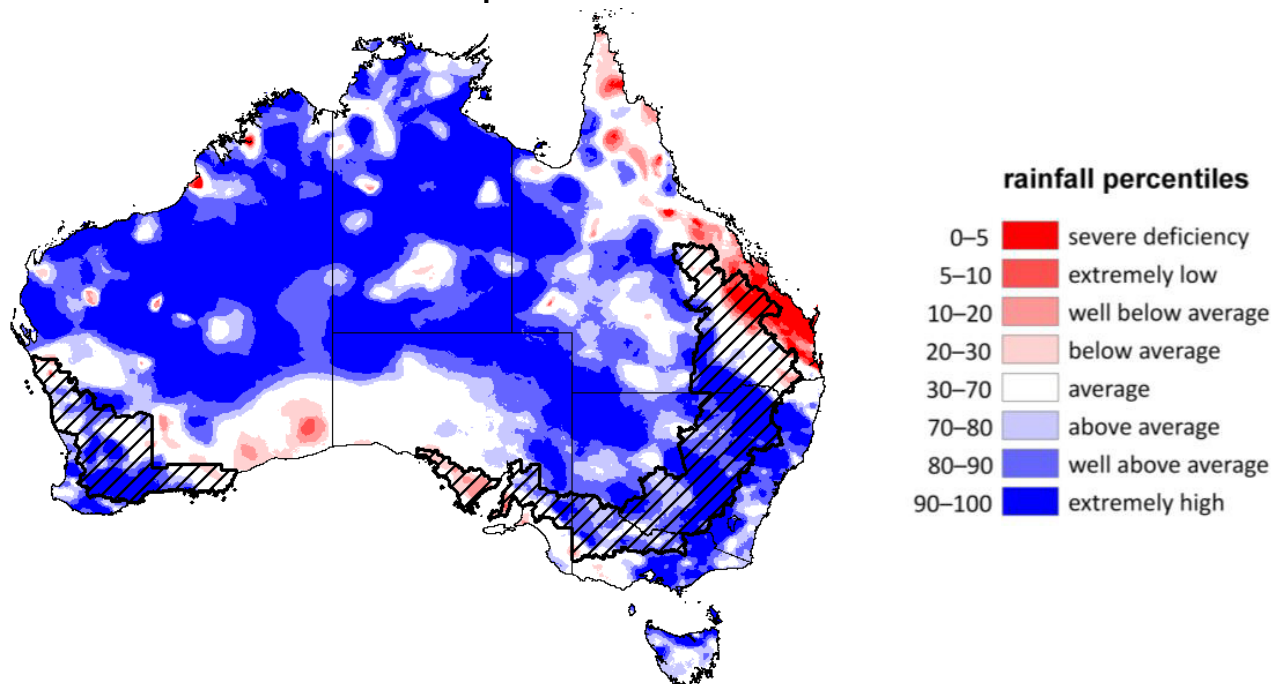 rainfall percentiles
0–5 severe deficiency
5–10 extremely low
10–20 well below average
20–30 below average
30–70 average
70–80 above average
80–90 well above average
90–100 extremely high